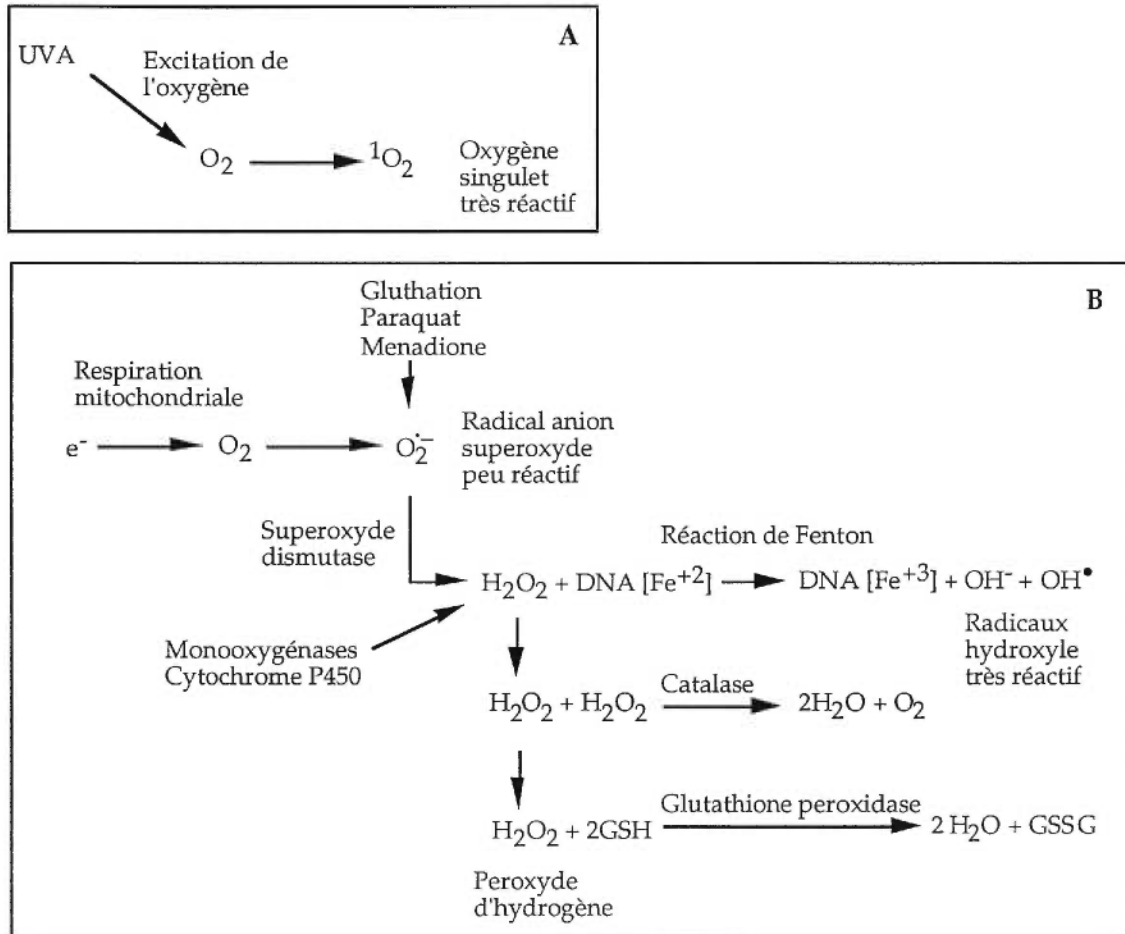 A
UVA
Excitation de
l'oxygène
O₂
¹O₂
Oxygène
singulet
très réactif
B
Gluthation
Paraquat
Menadione
Respiration
mitochondriale
e⁻
O₂
O₂˙⁻
Radical anion
superoxyde
peu réactif
Superoxyde
dismutase
Réaction de Fenton
H₂O₂ + DNA [Fe⁺²]
DNA [Fe⁺³] + OH⁻ + OH•
Radicaux
hydroxyle
très réactif
Monooxygénases
Cytochrome P450
H₂O₂ + H₂O₂
Catalase
2H₂O + O₂
H₂O₂ + 2GSH
Glutathione peroxidase
2 H₂O + GSSG
Peroxyde
d'hydrogène